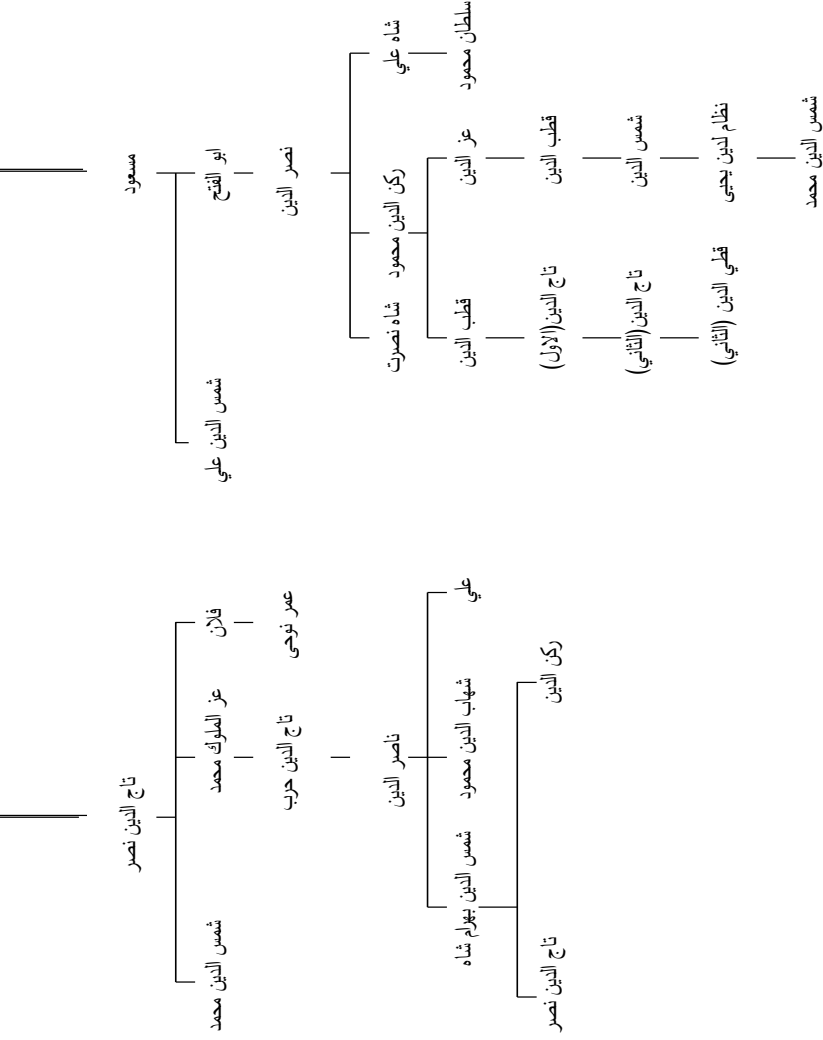 مسعود
ابو الفتح
شمس الدين علي
نصر الدين
شاه علي
ركن الدين محمود
شاه نصرت
سلطان محمود
عز الدين
قطب الدين
قطب الدين
تاج الدين(الاول)
شمس الدين
تاج الدين(الثاني)
نظام لدين يحيى
قطي الدين (الثاني)
شمس الدين محمد
تاج الدين نصر
فلان
عز الملوك محمد
شمس الدين محمد
عمر نوحى
تاج الدين حرب
ناصر الدين
علي
شهاب الدين محمود
شمس الدين بهرام شاه
ركن الدين
تاج الدين نصر